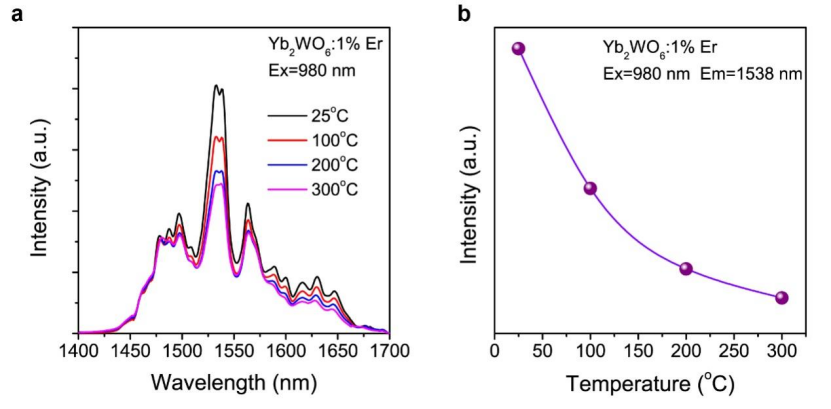 a
Yb₂WO₆:1% Er
Ex=980 nm
25°C
100°C
200°C
300°C
Intensity (a.u.)
1400 1450 1500 1550 1600 1650 1700
Wavelength (nm)
b
Yb₂WO₆:1% Er
Ex=980 nm Em=1538 nm
Intensity (a.u.)
0 50 100 150 200 250 300
Temperature (°C)